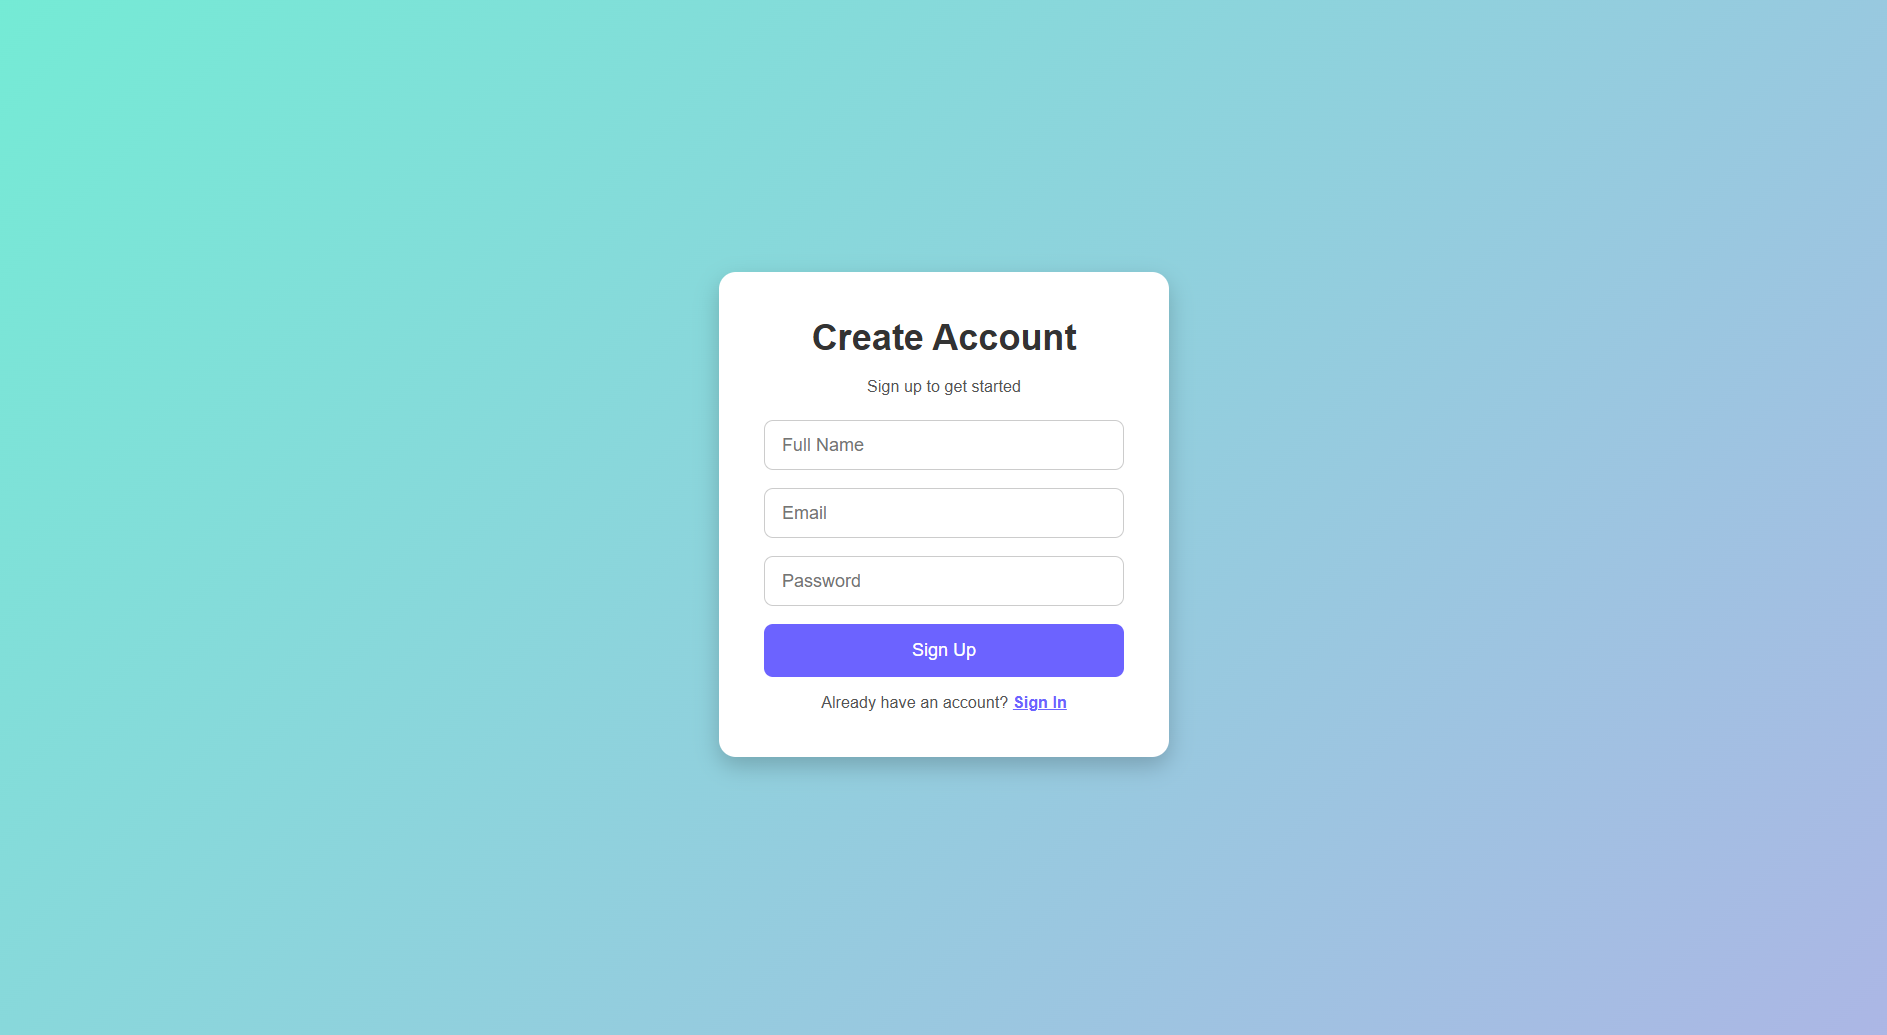 Create Account
Sign up to get started
Full Name
Email
Password
Sign Up
Already have an account? Sign In